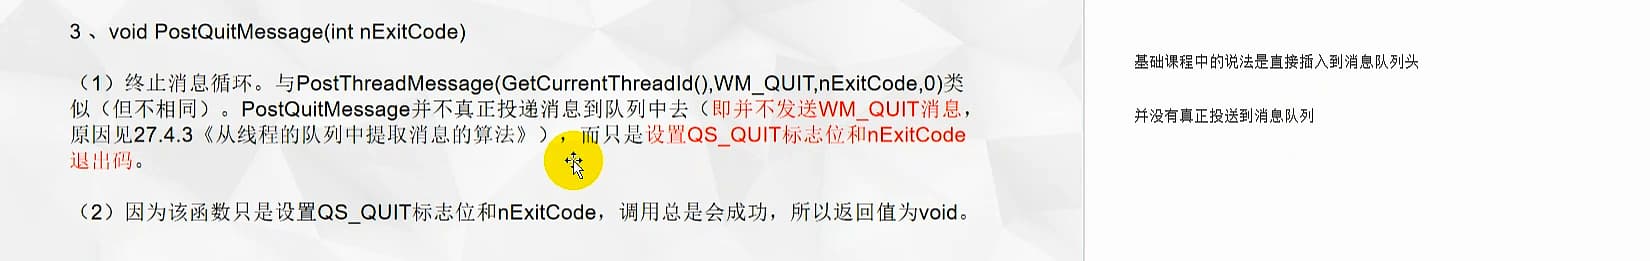 3 、void PostQuitMessage(int nExitCode)
（1）终止消息循环。与PostThreadMessage(GetCurrentThreadId(),WM_QUIT,nExitCode,0)类
似（但不相同）。PostQuitMessage并不真正投递消息到队列中去（即并不发送WM_QUIT消息，
原因见27.4.3《从线程的队列中提取消息的算法》），而只是设置QS_QUIT标志位和nExitCode
退出码。
（2）因为该函数只是设置QS_QUIT标志位和nExitCode，调用总是会成功，所以返回值为void。
基础课程中的说法是直接插入到消息队列头
并没有真正投送到消息队列